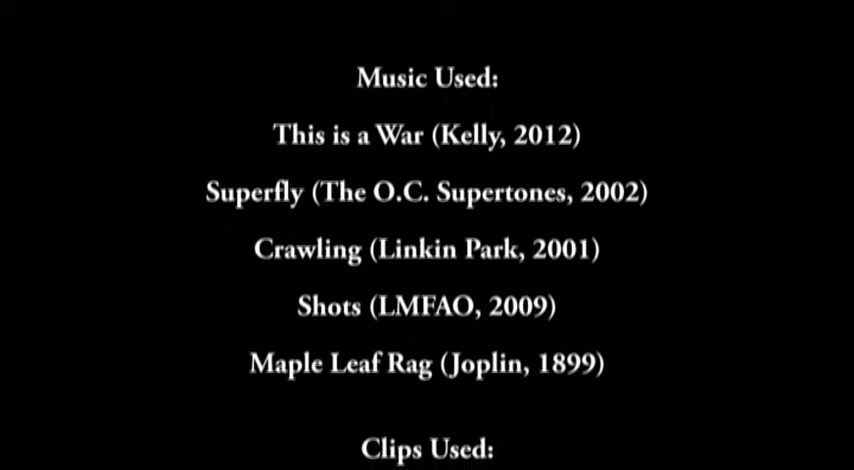 Music Used:
This is a War (Kelly, 2012)
Superfly (The O.C. Supertones, 2002)
Crawling (Linkin Park, 2001)
Shots (LMFAO, 2009)
Maple Leaf Rag (Joplin, 1899)
Clips Used: